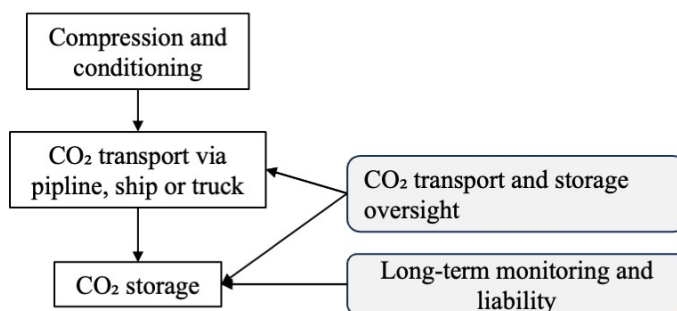 Compression and
conditioning
CO₂ transport via
pipline, ship or truck
CO₂ transport and storage
oversight
CO₂ storage
Long-term monitoring and
liability